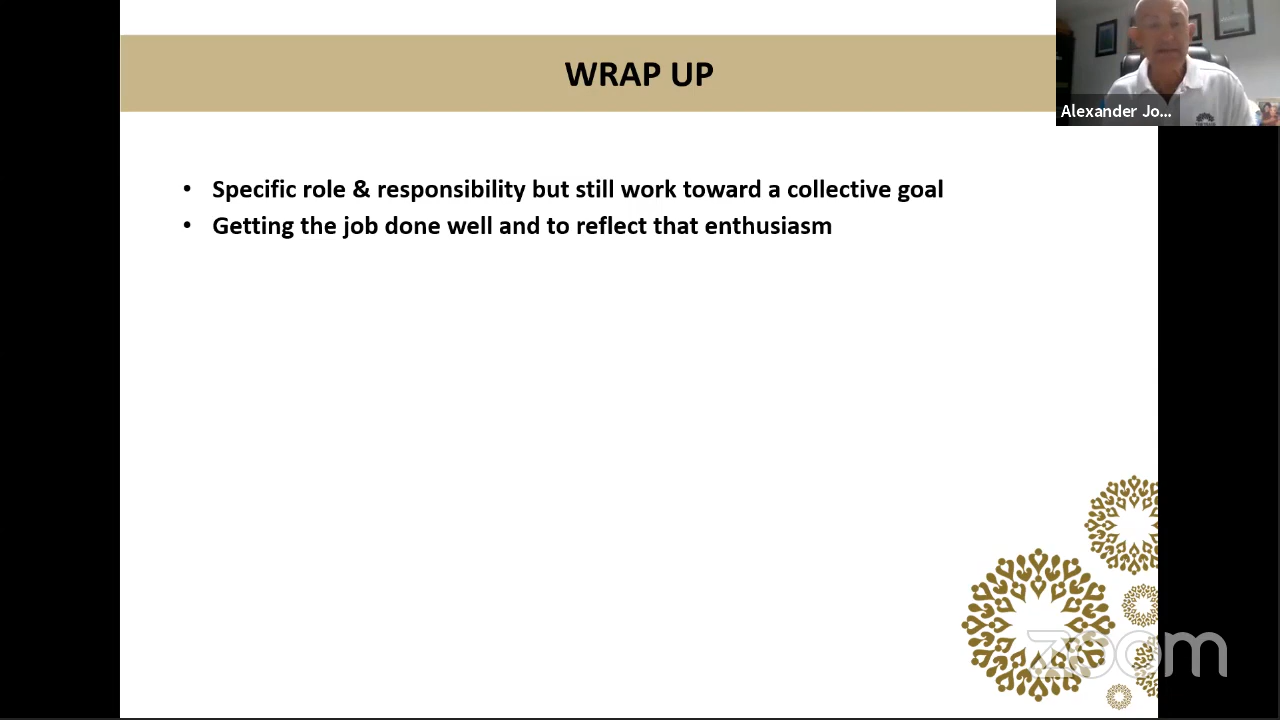 WRAP UP
Alexander Jo...
• Specific role & responsibility but still work toward a collective goal
• Getting the job done well and to reflect that enthusiasm
zoom